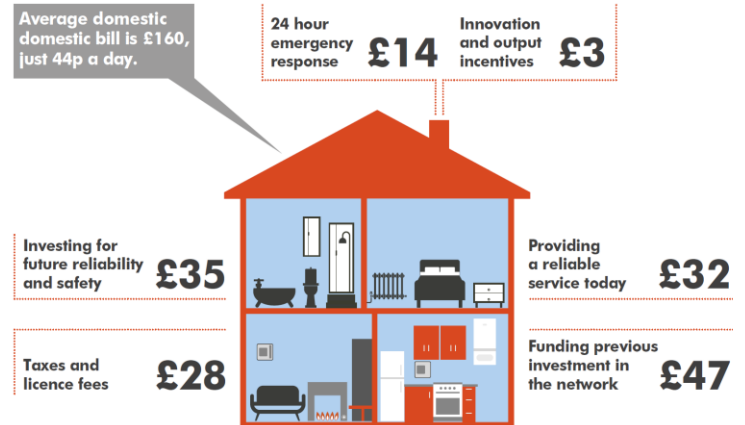 Average domestic
domestic bill is £160,
just 44p a day.
24 hour
emergency
response
£14
Innovation
and output
incentives
£3
Investing for
future reliability
and safety
£35
Providing
a reliable
service today
£32
Taxes and
licence fees
£28
Funding previous
investment in
the network
£47